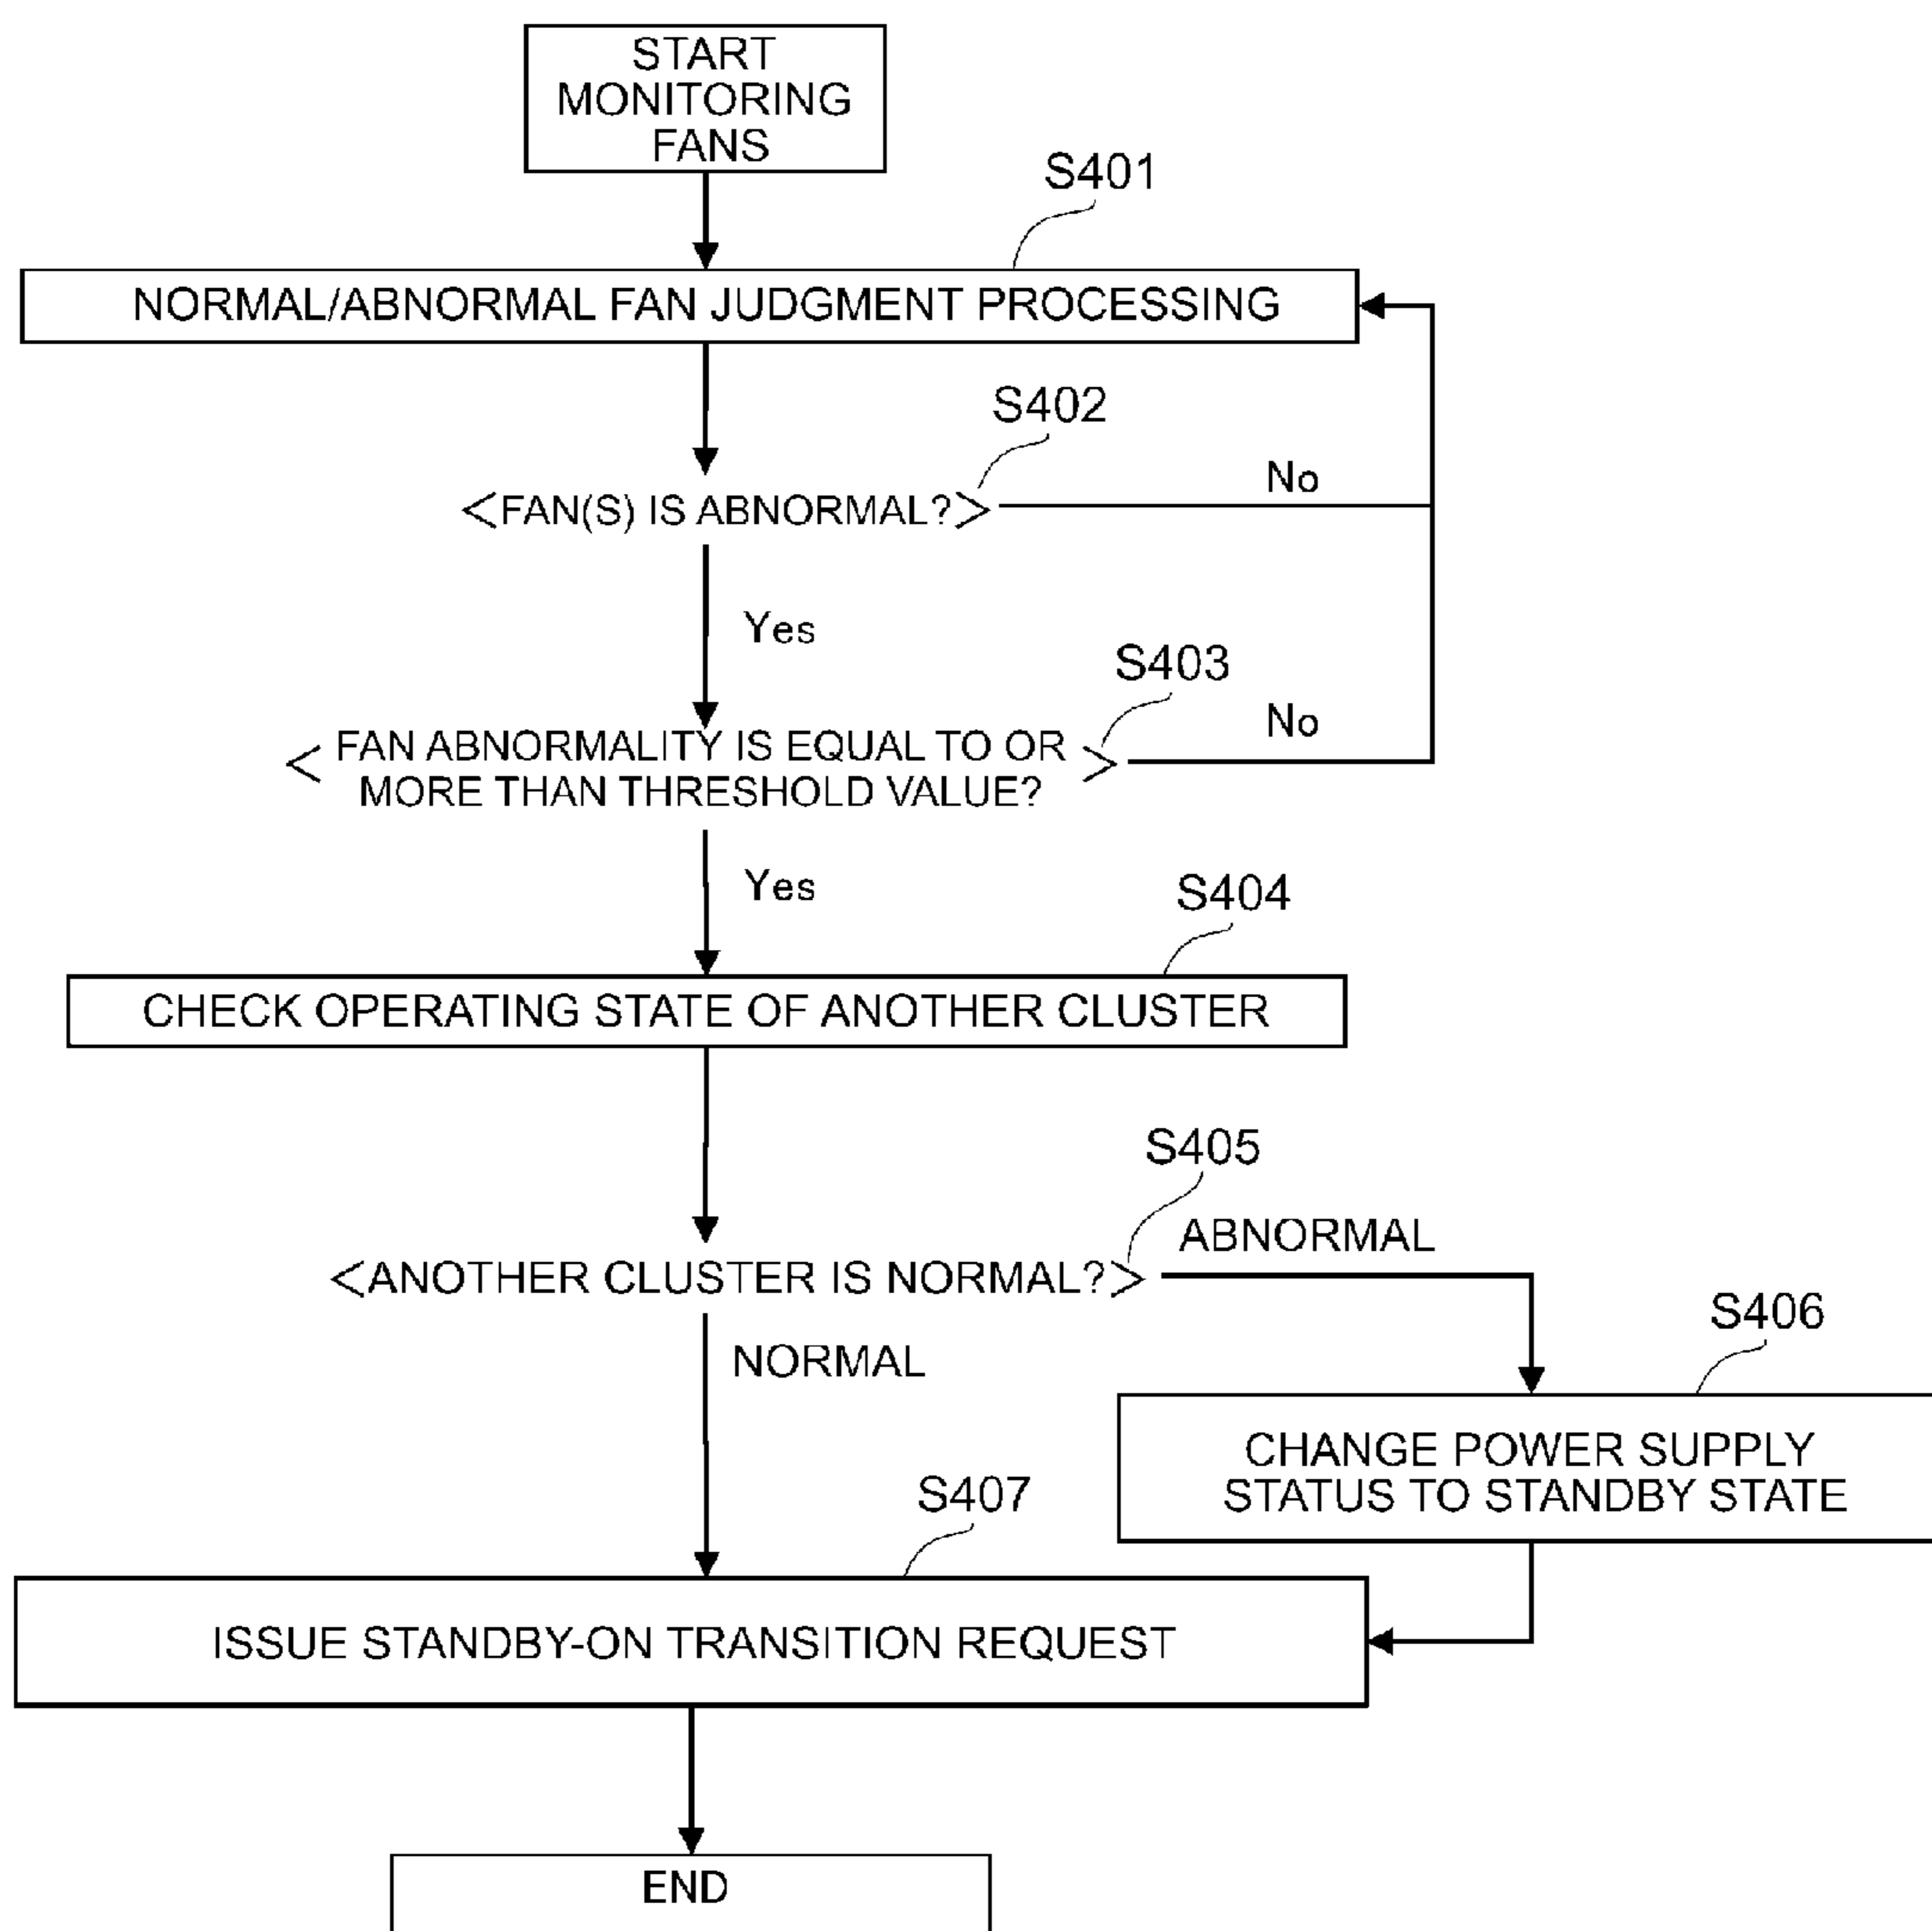 START
MONITORING
FANS
S401
NORMAL/ABNORMAL FAN JUDGMENT PROCESSING
S402
<FAN(S) IS ABNORMAL?>
No
Yes
S403
< FAN ABNORMALITY IS EQUAL TO OR >
MORE THAN THRESHOLD VALUE?
No
Yes
S404
CHECK OPERATING STATE OF ANOTHER CLUSTER
S405
<ANOTHER CLUSTER IS NORMAL?>
ABNORMAL
NORMAL
S406
CHANGE POWER SUPPLY
STATUS TO STANDBY STATE
S407
ISSUE STANDBY-ON TRANSITION REQUEST
END